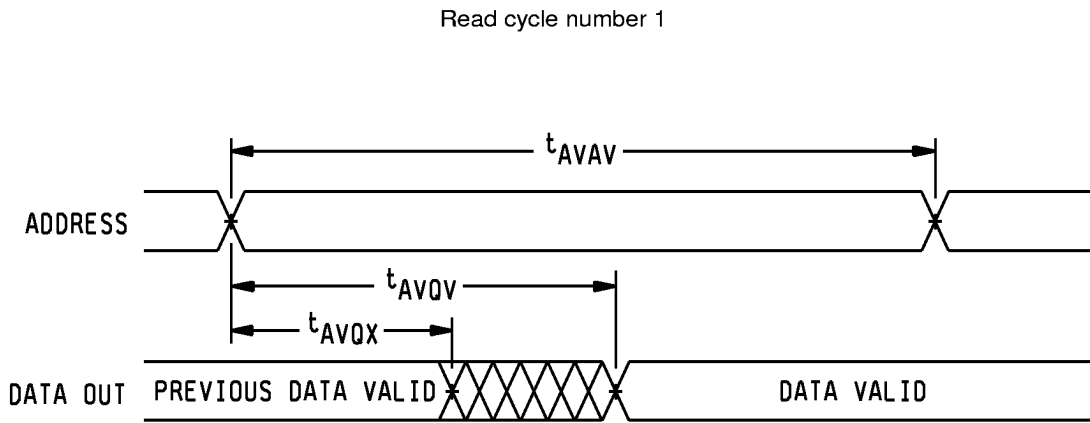 Read cycle number 1
tAVAV
ADDRESS
tAVQV
tAVQX
DATA OUT PREVIOUS DATA VALID DATA VALID